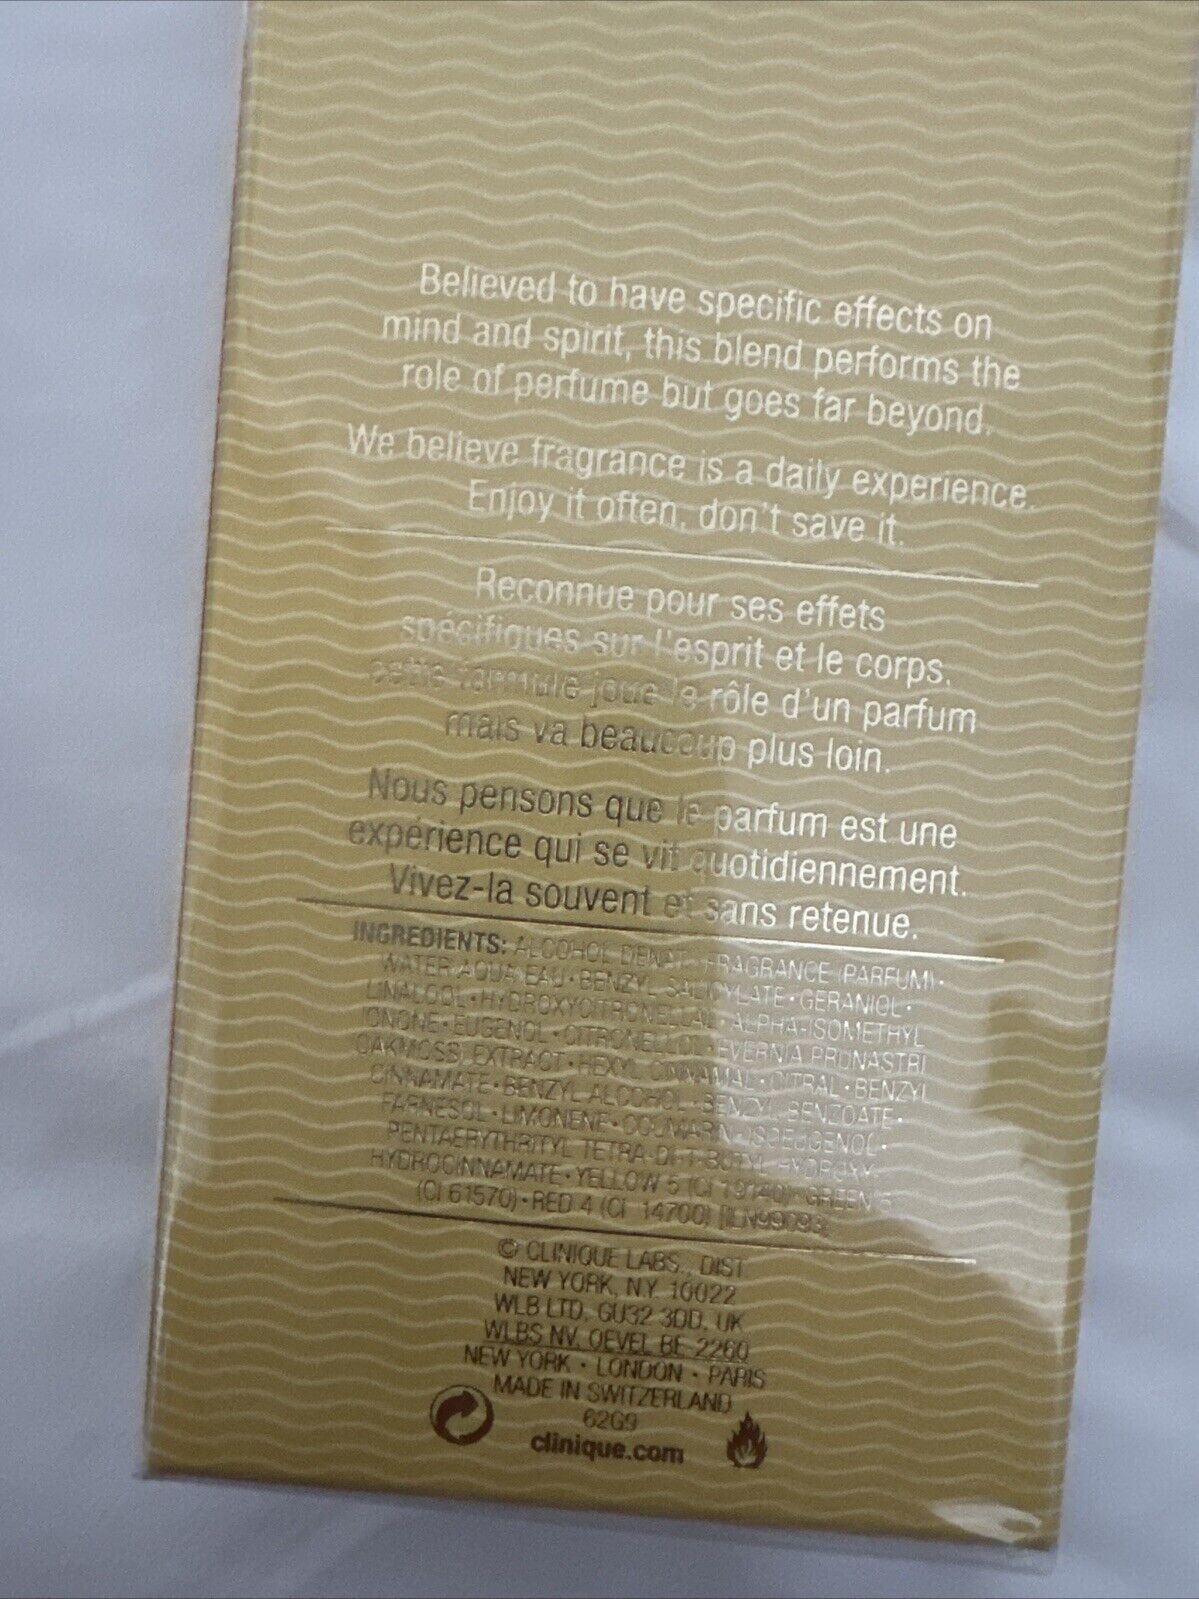 Believed to have specific effects on
mind and spirit, this blend performs the
role of perfume but goes far beyond.
We believe fragrance is a daily experience.
Enjoy it often, don't save it.
Reconnue pour ses effets
spécifiques sur l'esprit et le corps,
cette formule joue le rôle d'un parfum
mais va beaucoup plus loin.
Nous pensons que le parfum est une
expérience qui se vit quotidiennement.
Vivez-la souvent et sans retenue.
INGREDIENTS: ALCOHOL DENAT. • FRAGRANCE (PARFUM) •
WATER\AQUA\EAU • BENZYL SALICYLATE • GERANIOL •
LINALOOL • HYDROXYCITRONELLAL • ALPHA-ISOMETHYL
IONONE • EUGENOL • CITRONELLOL • EVERNIA PRUNASTRI
(OAKMOSS) EXTRACT • HEXYL CINNAMAL • CITRAL • BENZYL
CINNAMATE • BENZYL ALCOHOL • BENZYL BENZOATE •
FARNESOL • LIMONENE • COUMARIN • ISOEUGENOL •
PENTAERYTHRITYL TETRA-DI-T-BUTYL HYDROXY-
HYDROCINNAMATE • YELLOW 5 (CI 19140) • GREEN 5
(CI 61570) • RED 4 (CI 14700) [ILN99093]
© CLINIQUE LABS., DIST.
NEW YORK, N.Y. 10022
WLB LTD, GU32 3DD, UK
WLBS NV, OEVEL BE 2260
NEW YORK • LONDON • PARIS
MADE IN SWITZERLAND
62G9
clinique.com